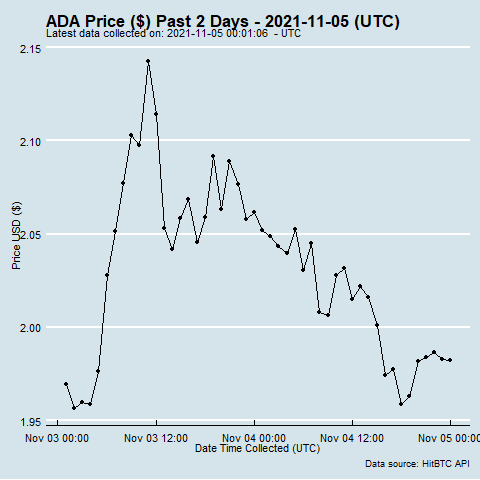 ADA Price ($) Past 2 Days - 2021-11-05 (UTC)
Latest data collected on: 2021-11-05 00:01:06 - UTC
2.15
2.10
2.05
2.00
1.95
Price USD ($)
Nov 03 00:00 Nov 03 12:00 Nov 04 00:00 Nov 04 12:00 Nov 05 00:00
Date Time Collected (UTC)
Data source: HitBTC API